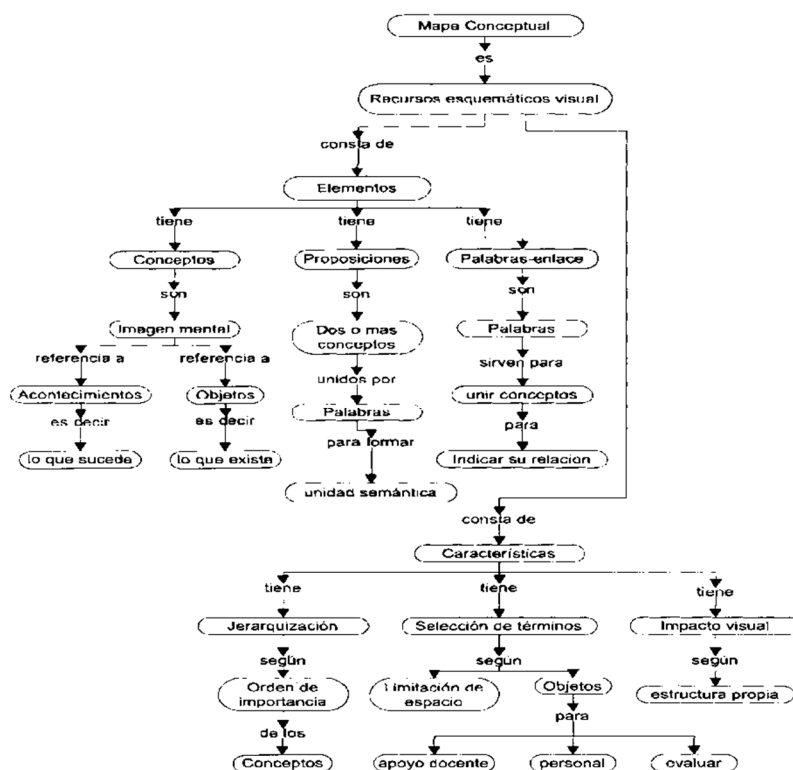 Mapa Conceptual
es
Recursos esquemáticos visual
consta de
Elementos
tiene tiene tiene
Conceptos Proposiciones Palabras-enlace
son son son
Imagen mental Dos o mas conceptos Palabras
referencia a referencia a unidos por sirven para
Acontecimientos Objetos Palabras unir conceptos
es decir es decir para formar para
lo que sucede lo que existe unidad semántica Indicar su relacion
consta de
Características
tiene tiene tiene
Jerarquización Selección de términos Impacto visual
según según según
Orden de importancia Limitación de espacio Objetos estructura propia
de los para
Conceptos apoyo docente personal evaluar